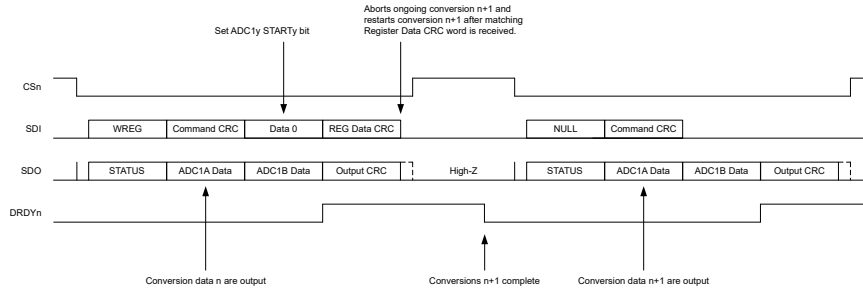 Aborts ongoing conversion n+1 and
restarts conversion n+1 after matching
Register Data CRC word is received.
Set ADC1y STARTy bit
CSn
SDI WREG Command CRC Data 0 REG Data CRC NULL Command CRC
SDO STATUS ADC1A Data ADC1B Data Output CRC High-Z STATUS ADC1A Data ADC1B Data Output CRC
DRDYn
Conversion data n are output Conversions n+1 complete Conversion data n+1 are output